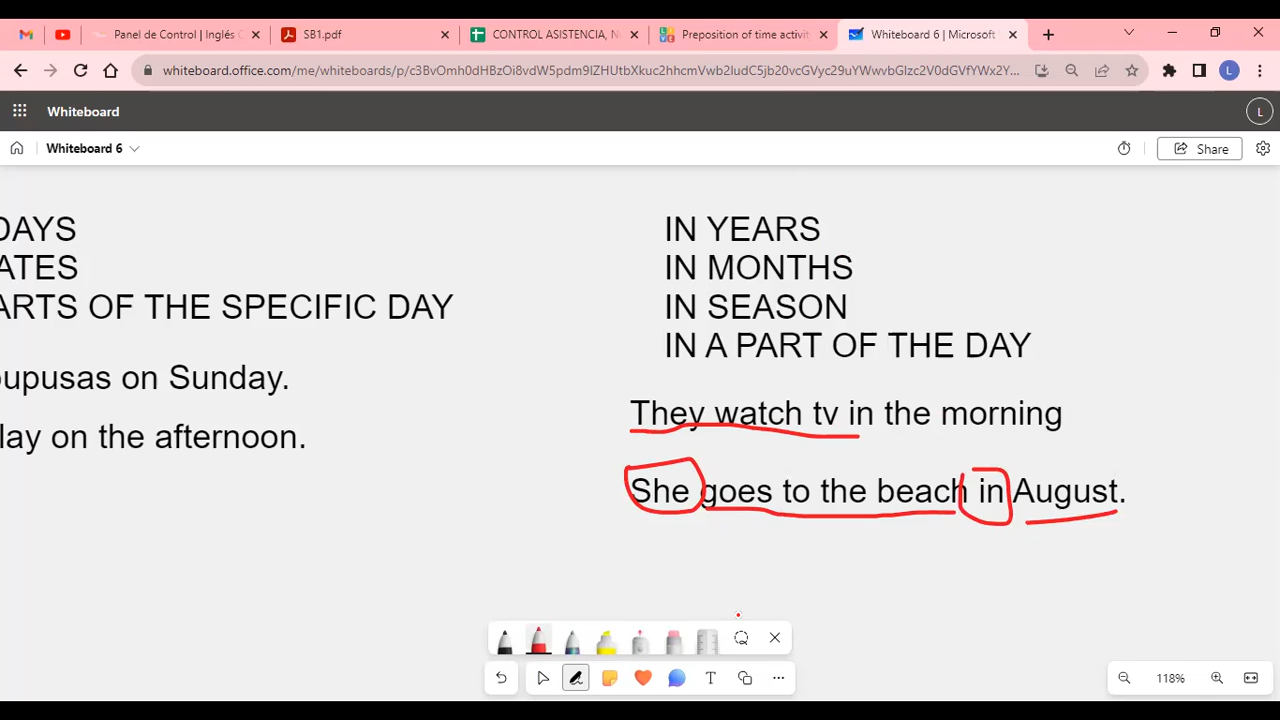 Panel de Control | Inglés
SB1.pdf
CONTROL ASISTENCIA,
Preposition of time activit
Whiteboard 6 | Microsoft
L
Whiteboard
L
Whiteboard 6
Share
DAYS
ATES
ARTS OF THE SPECIFIC DAY
pupusas on Sunday.
lay on the afternoon.
IN YEARS
IN MONTHS
IN SEASON
IN A PART OF THE DAY
They watch tv in the morning
She goes to the beach in August.
T
118%